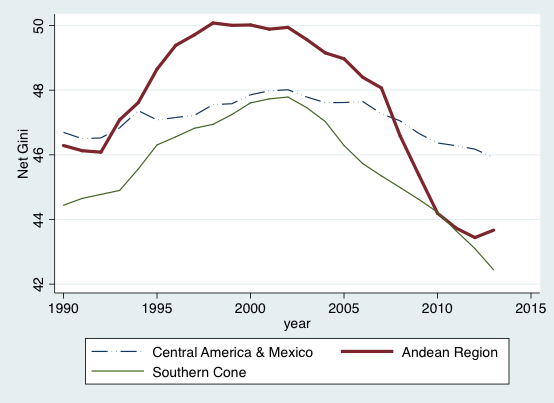 Net Gini
50
48
46
44
42
1990 1995 2000 2005 2010 2015
year
Central America & Mexico Andean Region
Southern Cone